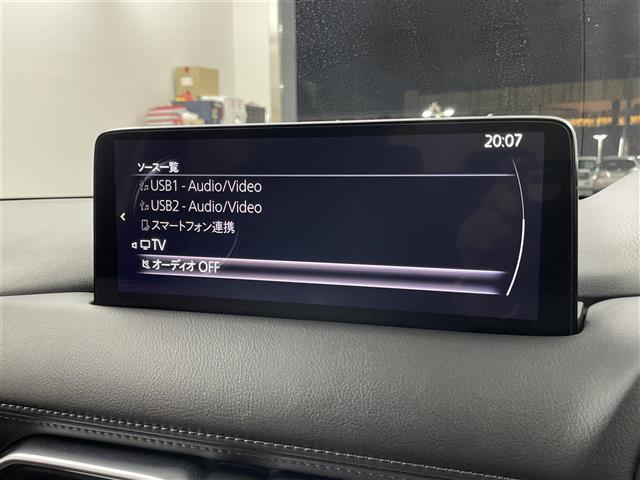 20:07
ソース一覧
USB1 - Audio/Video
USB2 - Audio/Video
スマートフォン連携
TV
オーディオ OFF